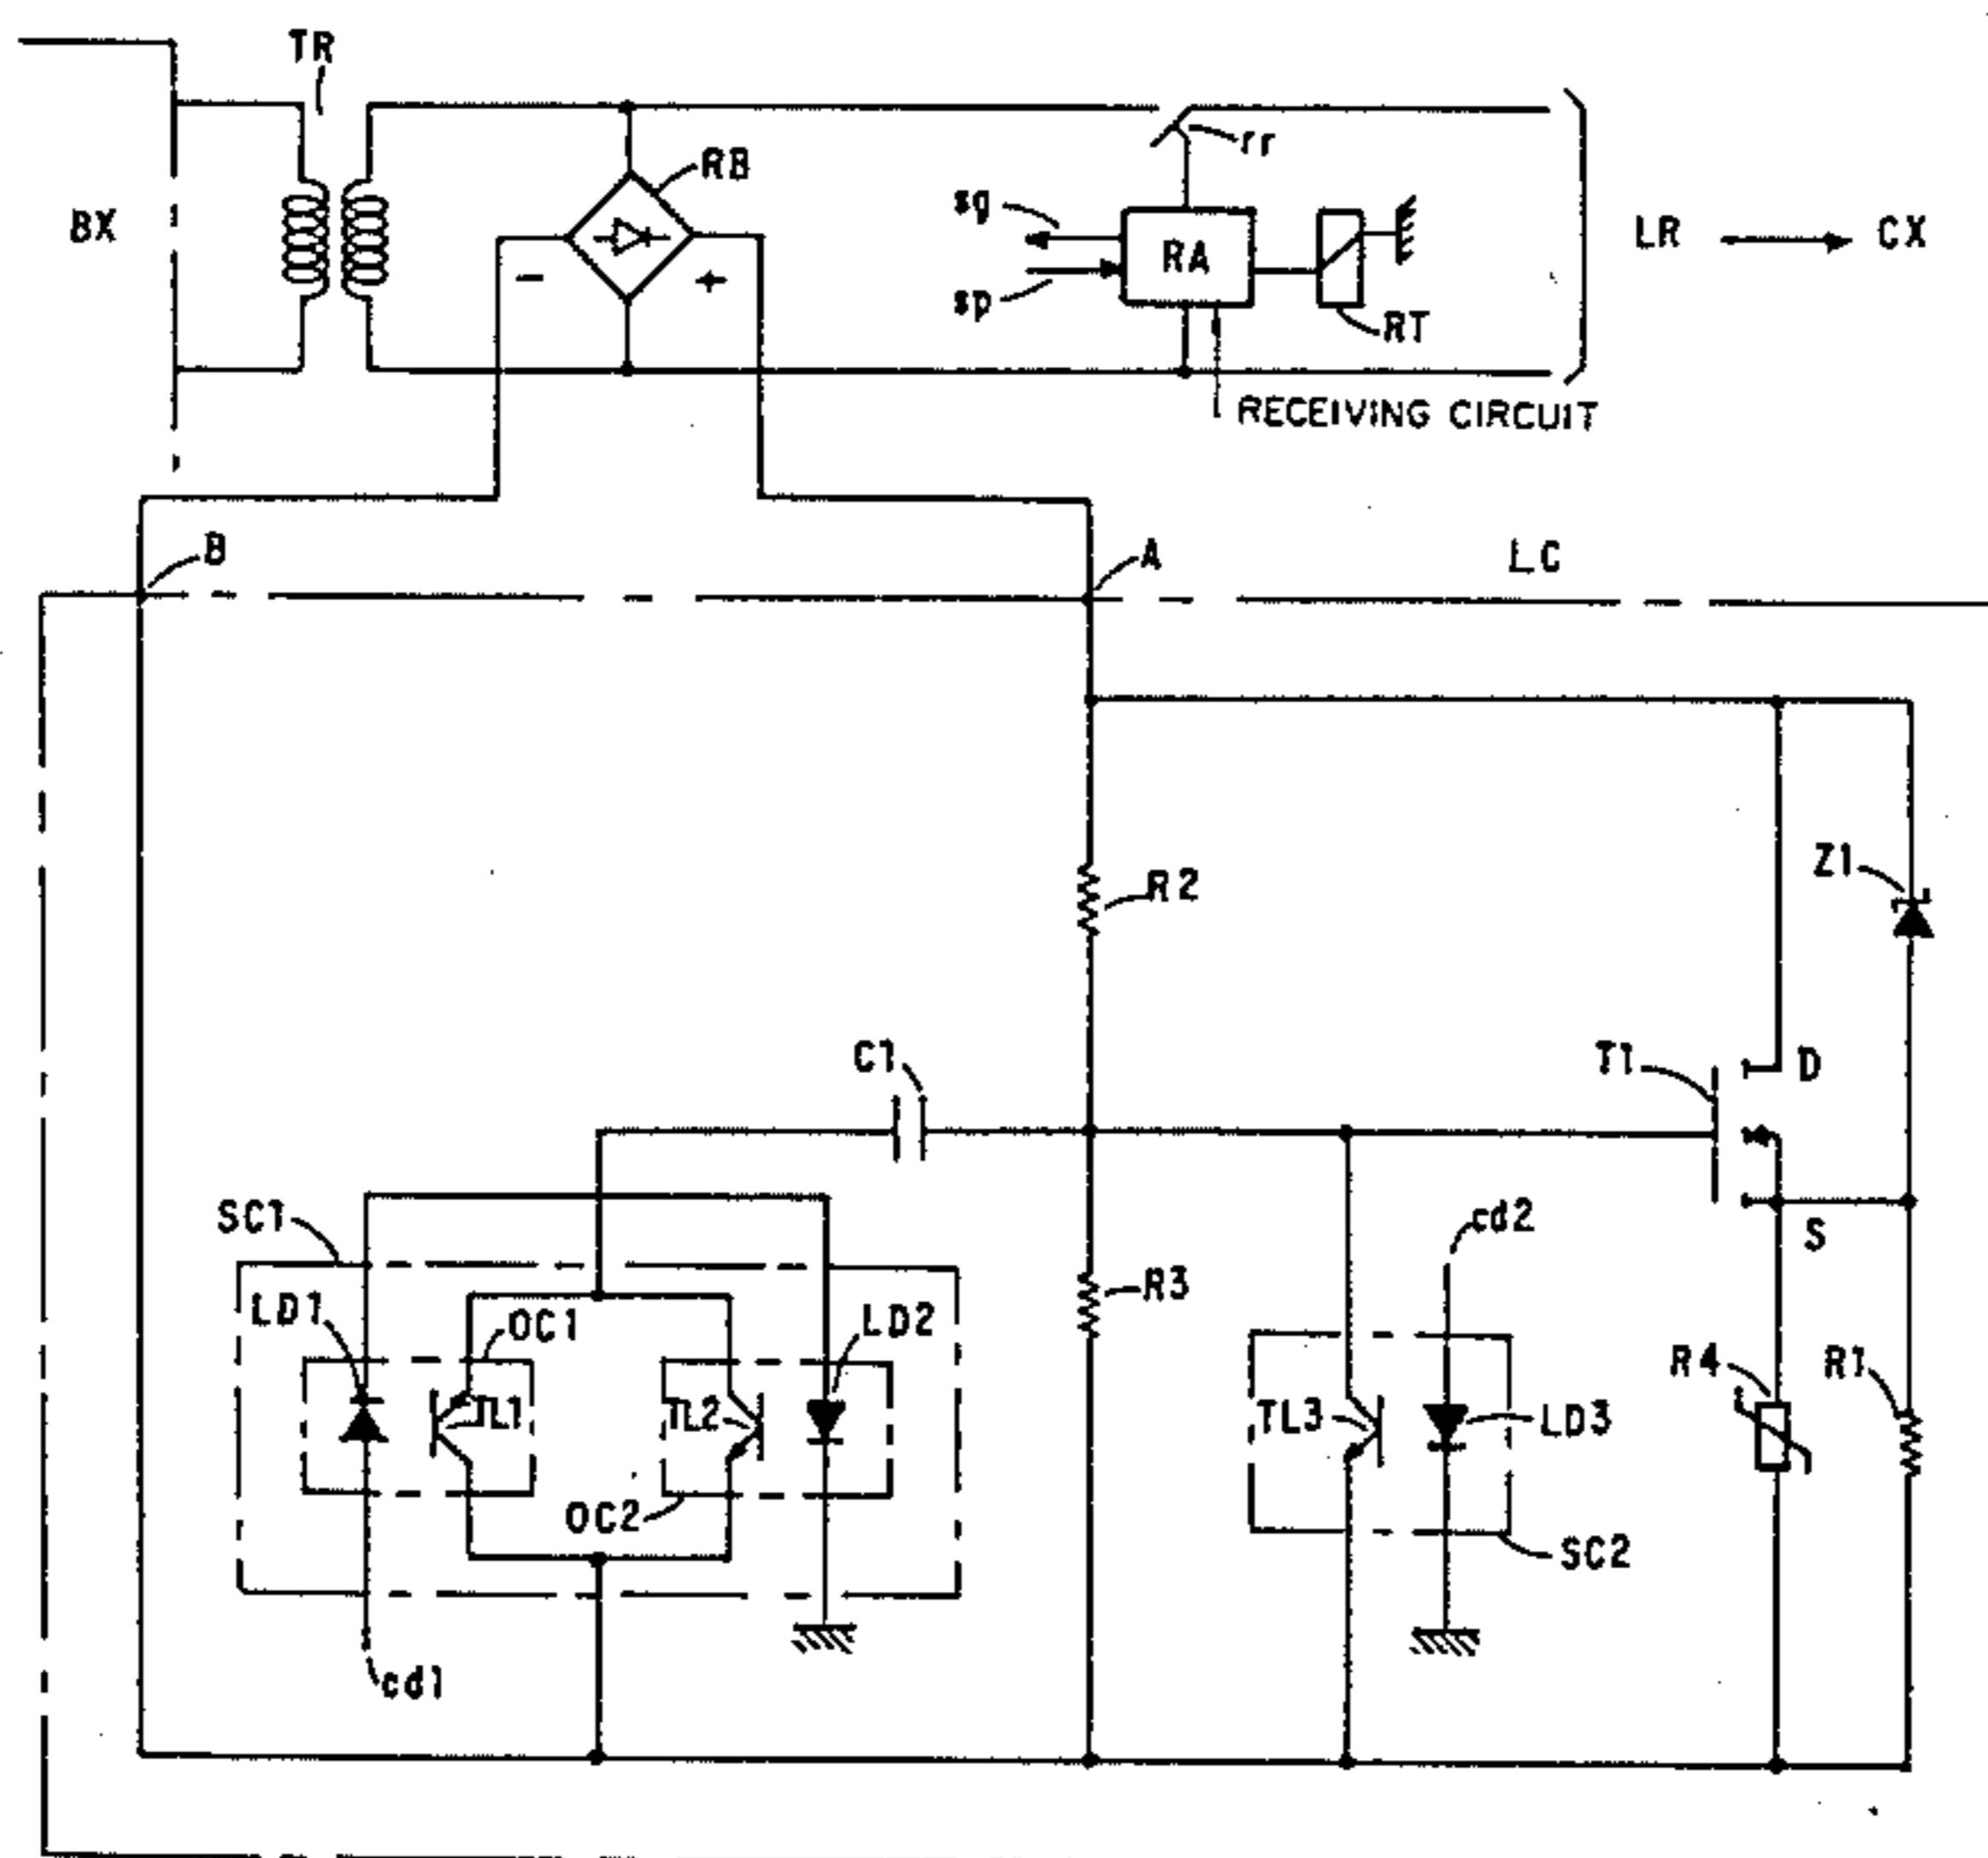 TR
RB
rr
BX
sq
RA
LR
CX
sp
RT
-
+
RECEIVING CIRCUIT
B
A
LC
Z1
R2
C1
T1
D
SC1
cd2
S
LD1
OC1
LD2
R3
R4
R1
TL1
TL2
TL3
LD3
OC2
SC2
cd1